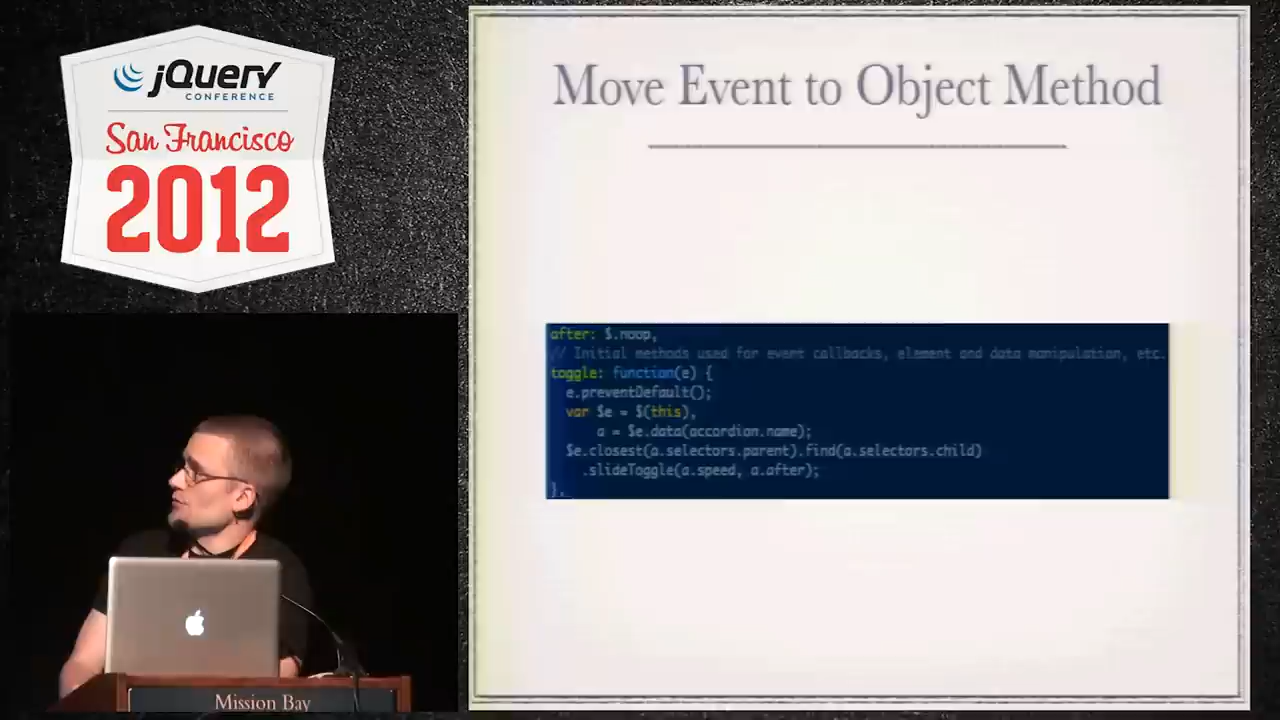 jQuery
CONFERENCE
San Francisco
2012
Move Event to Object Method
after: $.noop,
// Initial methods used for event callbacks, element and data manipulation, etc.
toggle: function(e) {
e.preventDefault();
var $e = $(this),
a = $e.data(accordian.name);
$e.closest(a.selectors.parent).find(a.selectors.child)
.slideToggle(a.speed, a.after);
},
Mission Bay